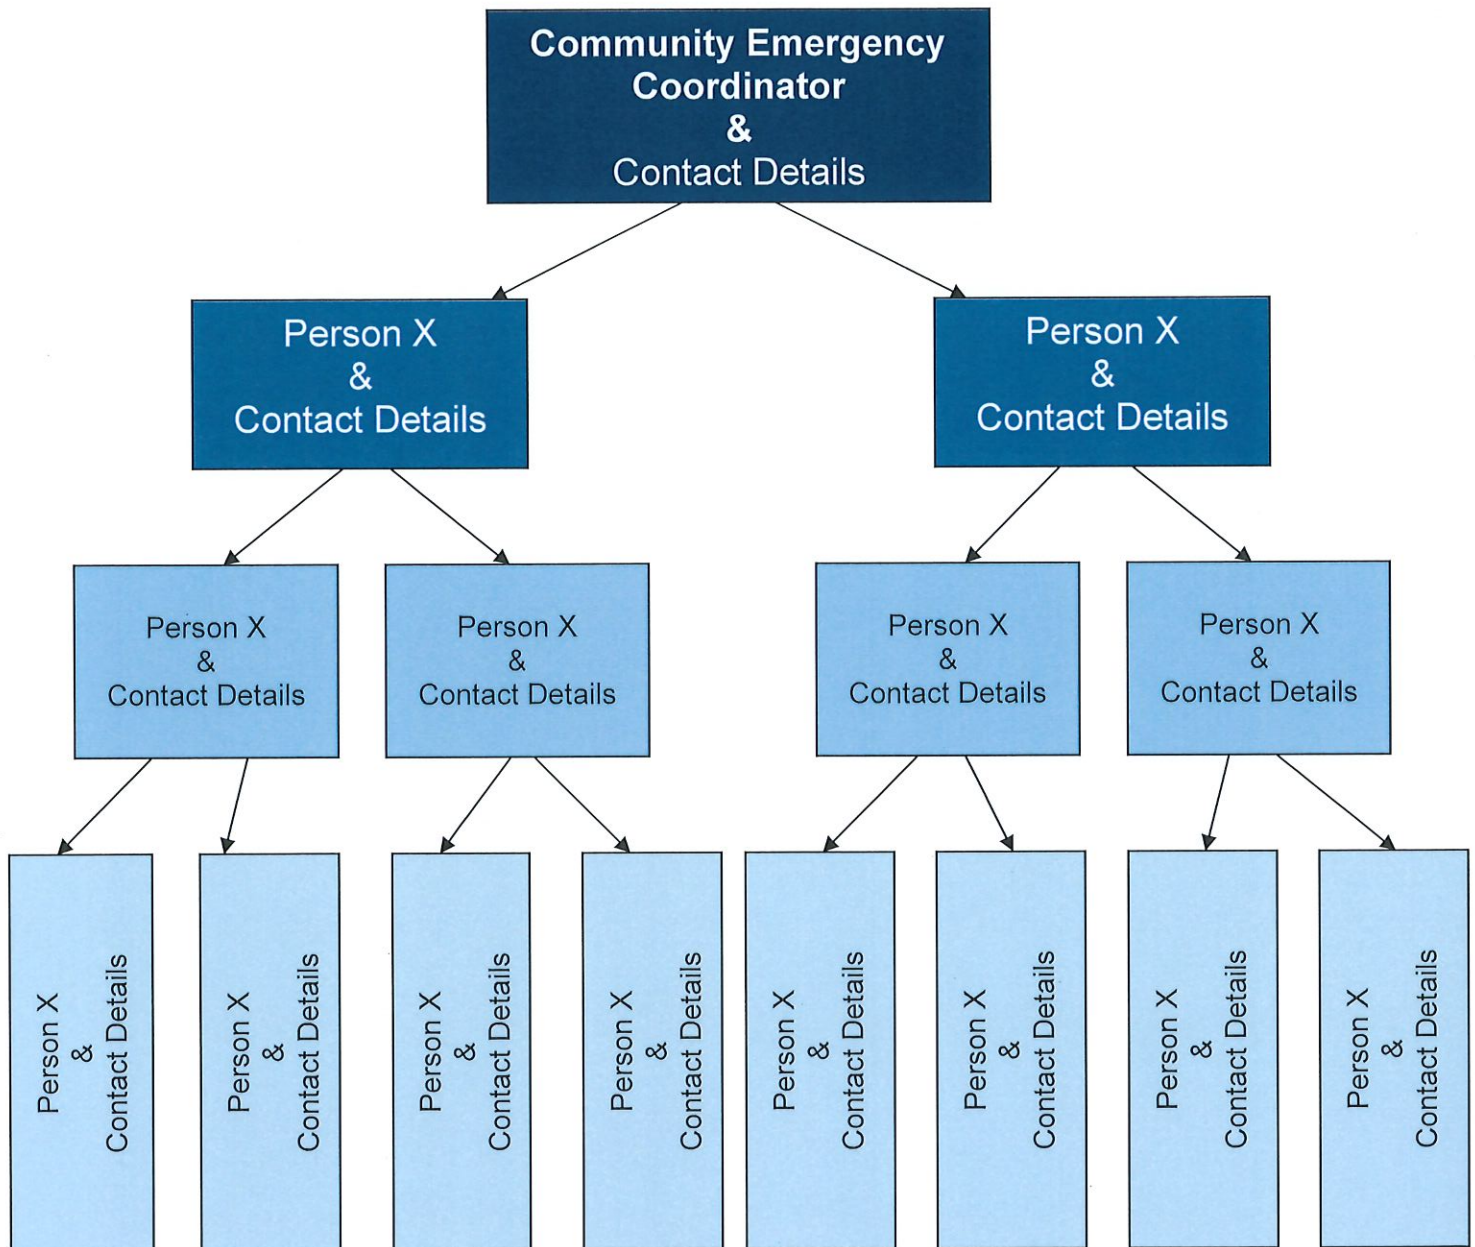 Community Emergency
Coordinator
&
Contact Details
Person X
&
Contact Details
Person X
&
Contact Details
Person X
&
Contact Details
Person X
&
Contact Details
Person X
&
Contact Details
Person X
&
Contact Details
Person X
&
Contact Details
Person X
&
Contact Details
Person X
&
Contact Details
Person X
&
Contact Details
Person X
&
Contact Details
Person X
&
Contact Details
Person X
&
Contact Details
Person X
&
Contact Details